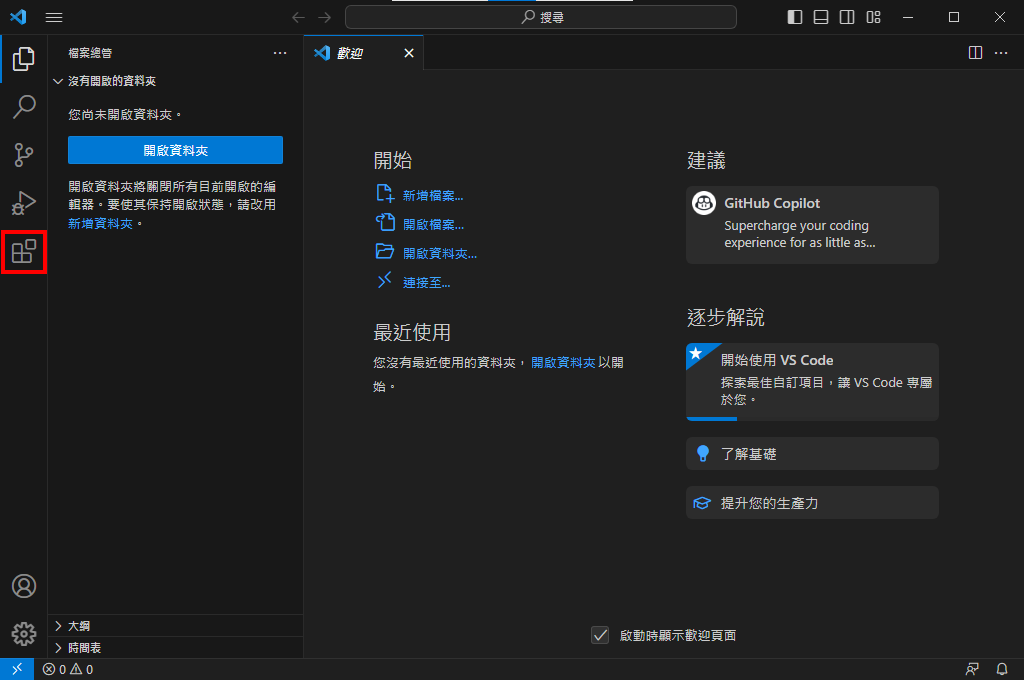 搜尋
檔案總管
沒有開啟的資料夾
您尚未開啟資料夾。
開啟資料夾
開啟資料夾將關閉所有目前開啟的編
輯器。要使其保持開啟狀態，請改用
新增資料夾。
大綱
時間表
0 0
歡迎
開始
新增檔案...
開啟檔案...
開啟資料夾...
連接至...
最近使用
您沒有最近使用的資料夾，開啟資料夾以開
始。
建議
GitHub Copilot
Supercharge your coding
experience for as little as...
逐步解說
開始使用 VS Code
探索最佳自訂項目，讓 VS Code 專屬
於您。
了解基礎
提升您的生產力
啟動時顯示歡迎頁面